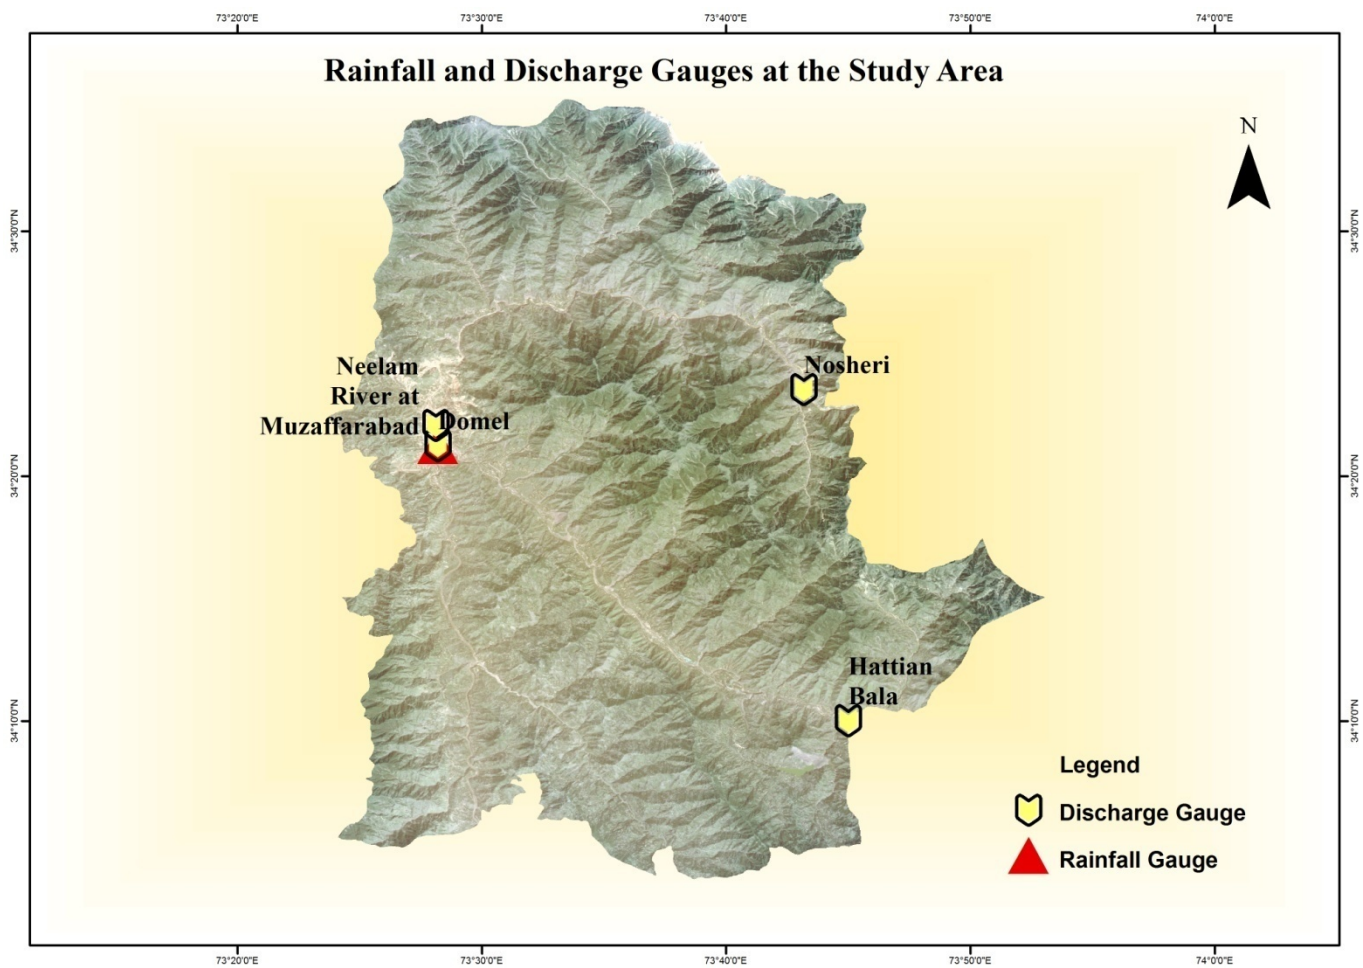 73°20'0"E
73°30'0"E
73°40'0"E
73°50'0"E
74°0'0"E
Rainfall and Discharge Gauges at the Study Area
N
34°30'0"N
34°30'0"N
Neelam
River at
Muzaffarabad
Domel
Nosheri
34°20'0"N
34°20'0"N
Hattian
Bala
34°10'0"N
34°10'0"N
Legend
Discharge Gauge
Rainfall Gauge
73°20'0"E
73°30'0"E
73°40'0"E
73°50'0"E
74°0'0"E